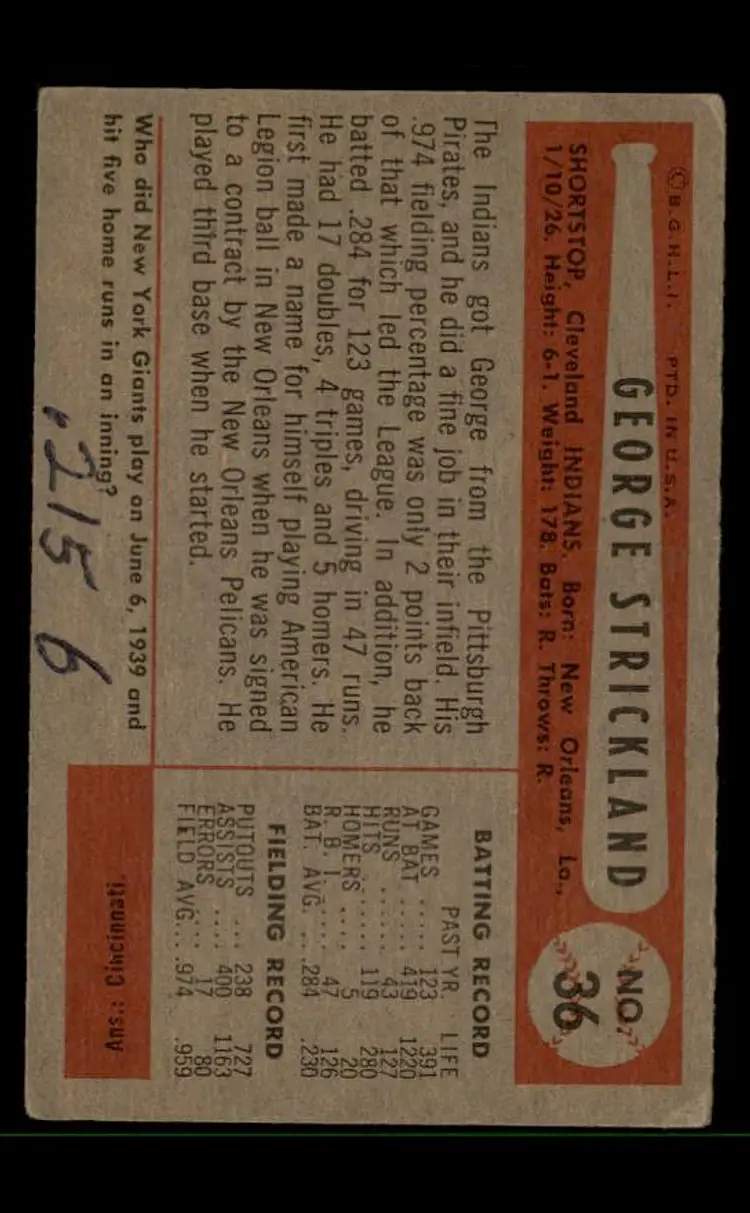 © B.G.H.L.I. PTD. IN U.S.A.
GEORGE STRICKLAND
NO. 36
SHORTSTOP, Cleveland INDIANS. Born: New Orleans, La.,
1/10/26. Height: 6-1. Weight: 178. Bats: R. Throws: R.
The Indians got George from the Pittsburgh
Pirates, and he did a fine job in their infield. His
.974 fielding percentage was only 2 points back
of that which led the League. In addition, he
batted .284 for 123 games, driving in 47 runs.
He had 17 doubles, 4 triples and 5 homers. He
first made a name for himself playing American
Legion ball in New Orleans when he was signed
to a contract by the New Orleans Pelicans. He
played third base when he started.
BATTING RECORD
PAST YR. LIFE
GAMES ..... 123 391
AT BAT ..... 419 1220
RUNS ...... 43 127
HITS ...... 119 280
HOMERS .... 5 20
R. B. I. .... 47 126
BAT. AVG. ... .284 .230
FIELDING RECORD
PUTOUTS ... 238 727
ASSISTS .... 400 1163
ERRORS .... 17 80
FIELD AVG... .974 .959
Who did New York Giants play on June 6, 1939 and
hit five home runs in an inning?
Ans.: Cincinnati.
.215 6